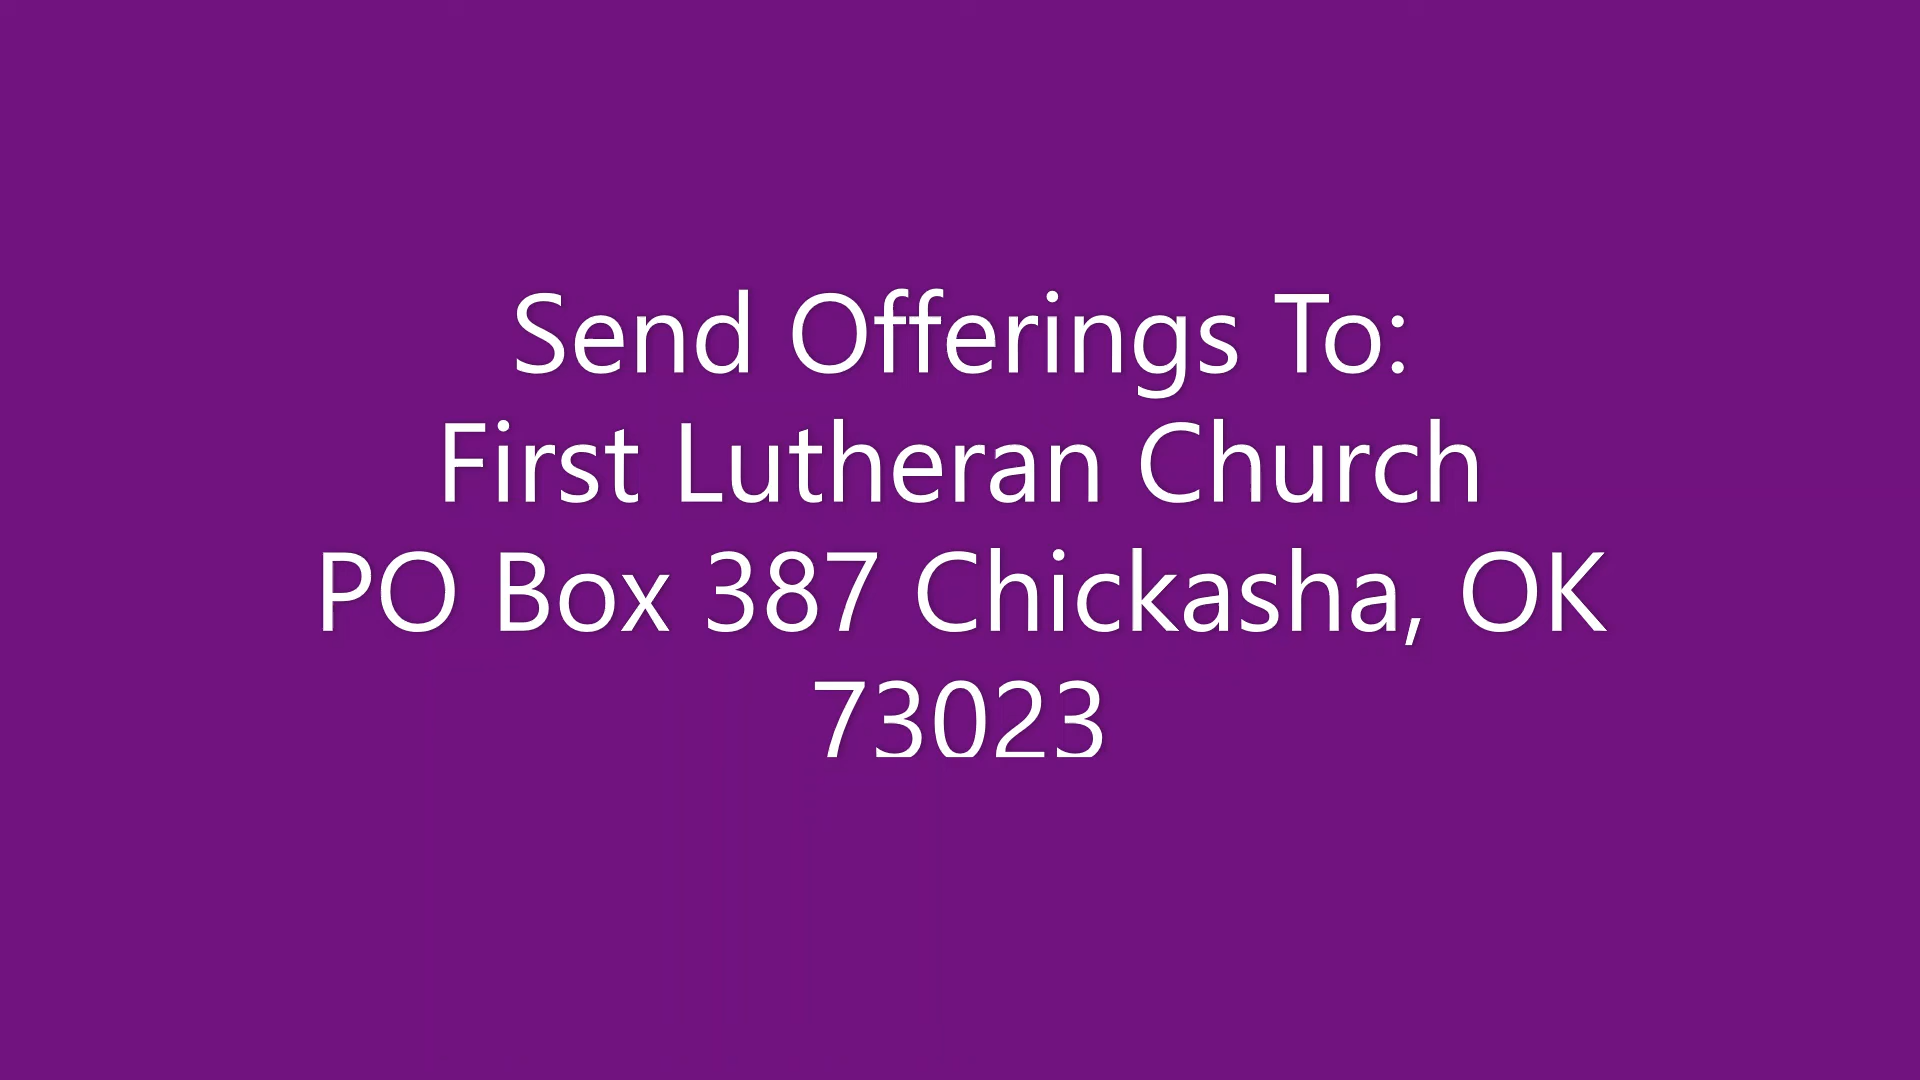 Send Offerings To:
First Lutheran Church
PO Box 387 Chickasha, OK
73023